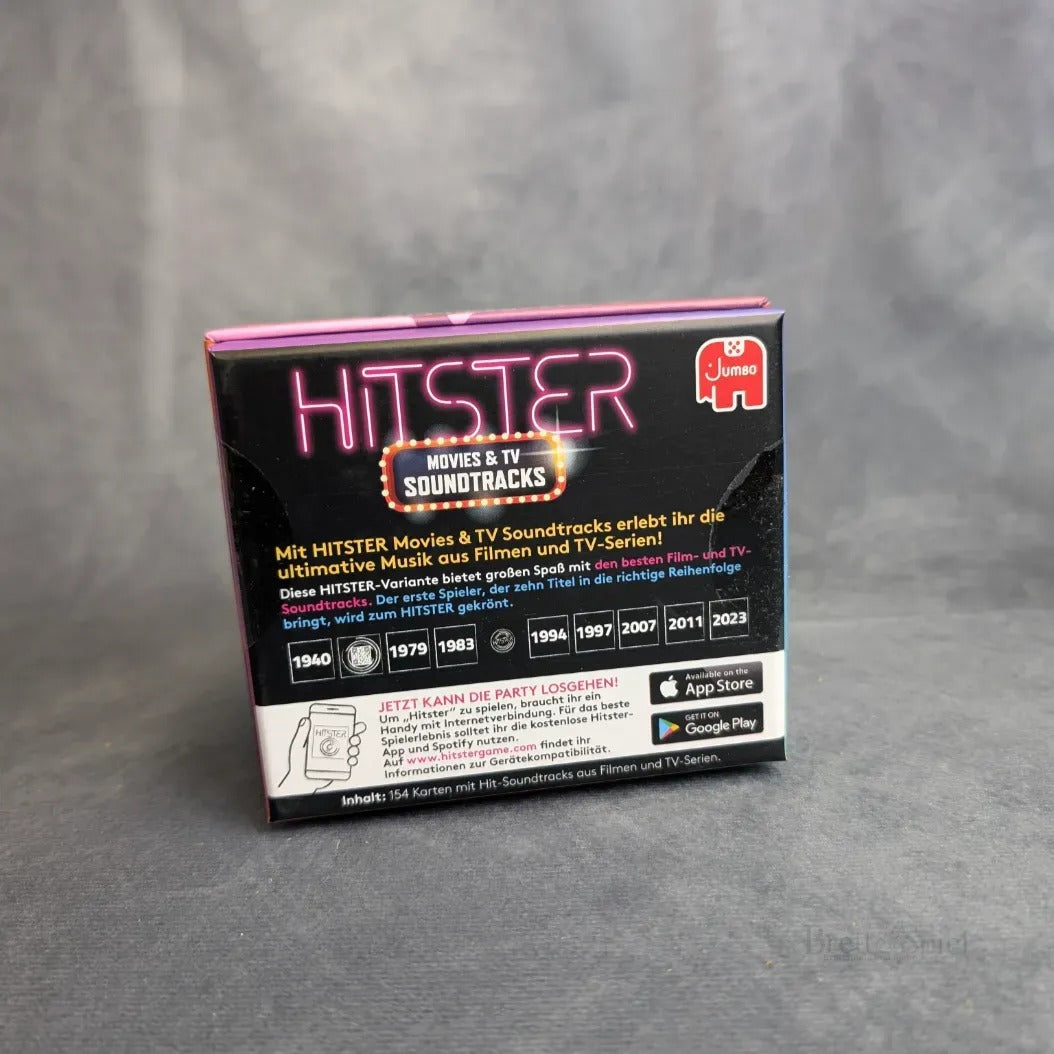 HITSTER
JUMBO
MOVIES & TV
SOUNDTRACKS
Mit HITSTER Movies & TV Soundtracks erlebt ihr die
ultimative Musik aus Filmen und TV-Serien!
Diese HITSTER-Variante bietet großen Spaß mit den besten Film- und TV-
Soundtracks. Der erste Spieler, der zehn Titel in die richtige Reihenfolge
bringt, wird zum HITSTER gekrönt.
1940 1979 1983 1994 1997 2007 2011 2023
JETZT KANN DIE PARTY LOSGEHEN!
Um „Hitster“ zu spielen, braucht ihr ein
Handy mit Internetverbindung. Für das beste
Spielerlebnis solltet ihr die kostenlose Hitster-
App und Spotify nutzen.
Auf www.hitstergame.com findet ihr
Informationen zur Gerätekompatibilität.
HITSTER
Available on the
App Store
GET IT ON
Google Play
Inhalt: 154 Karten mit Hit-Soundtracks aus Filmen und TV-Serien.